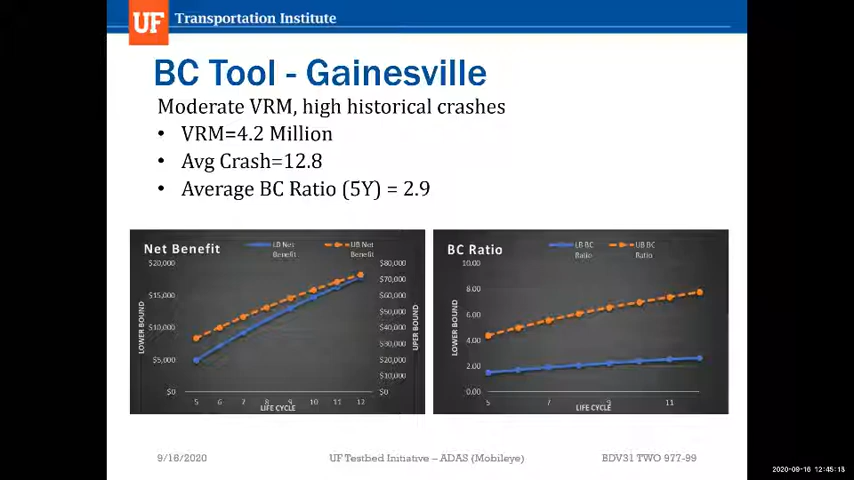 UF Transportation Institute
BC Tool - Gainesville
Moderate VRM, high historical crashes
• VRM=4.2 Million
• Avg Crash=12.8
• Average BC Ratio (5Y) = 2.9
Net Benefit
LB Net Benefit
UB Net Benefit
$20,000
$15,000
$10,000
$5,000
$0
LOWER BOUND
$80,000
$70,000
$60,000
$50,000
$40,000
$30,000
$20,000
$10,000
$0
UPER BOUND
5 6 7 8 9 10 11 12
LIFE CYCLE
BC Ratio
LB BC Ratio
UB BC Ratio
10.00
8.00
6.00
4.00
2.00
0.00
LOWER BOUND
5 7 9 11
LIFE CYCLE
9/16/2020
UF Testbed Initiative – ADAS (Mobileye)
BDV31 TWO 977-99
2020-09-16 12:45:15